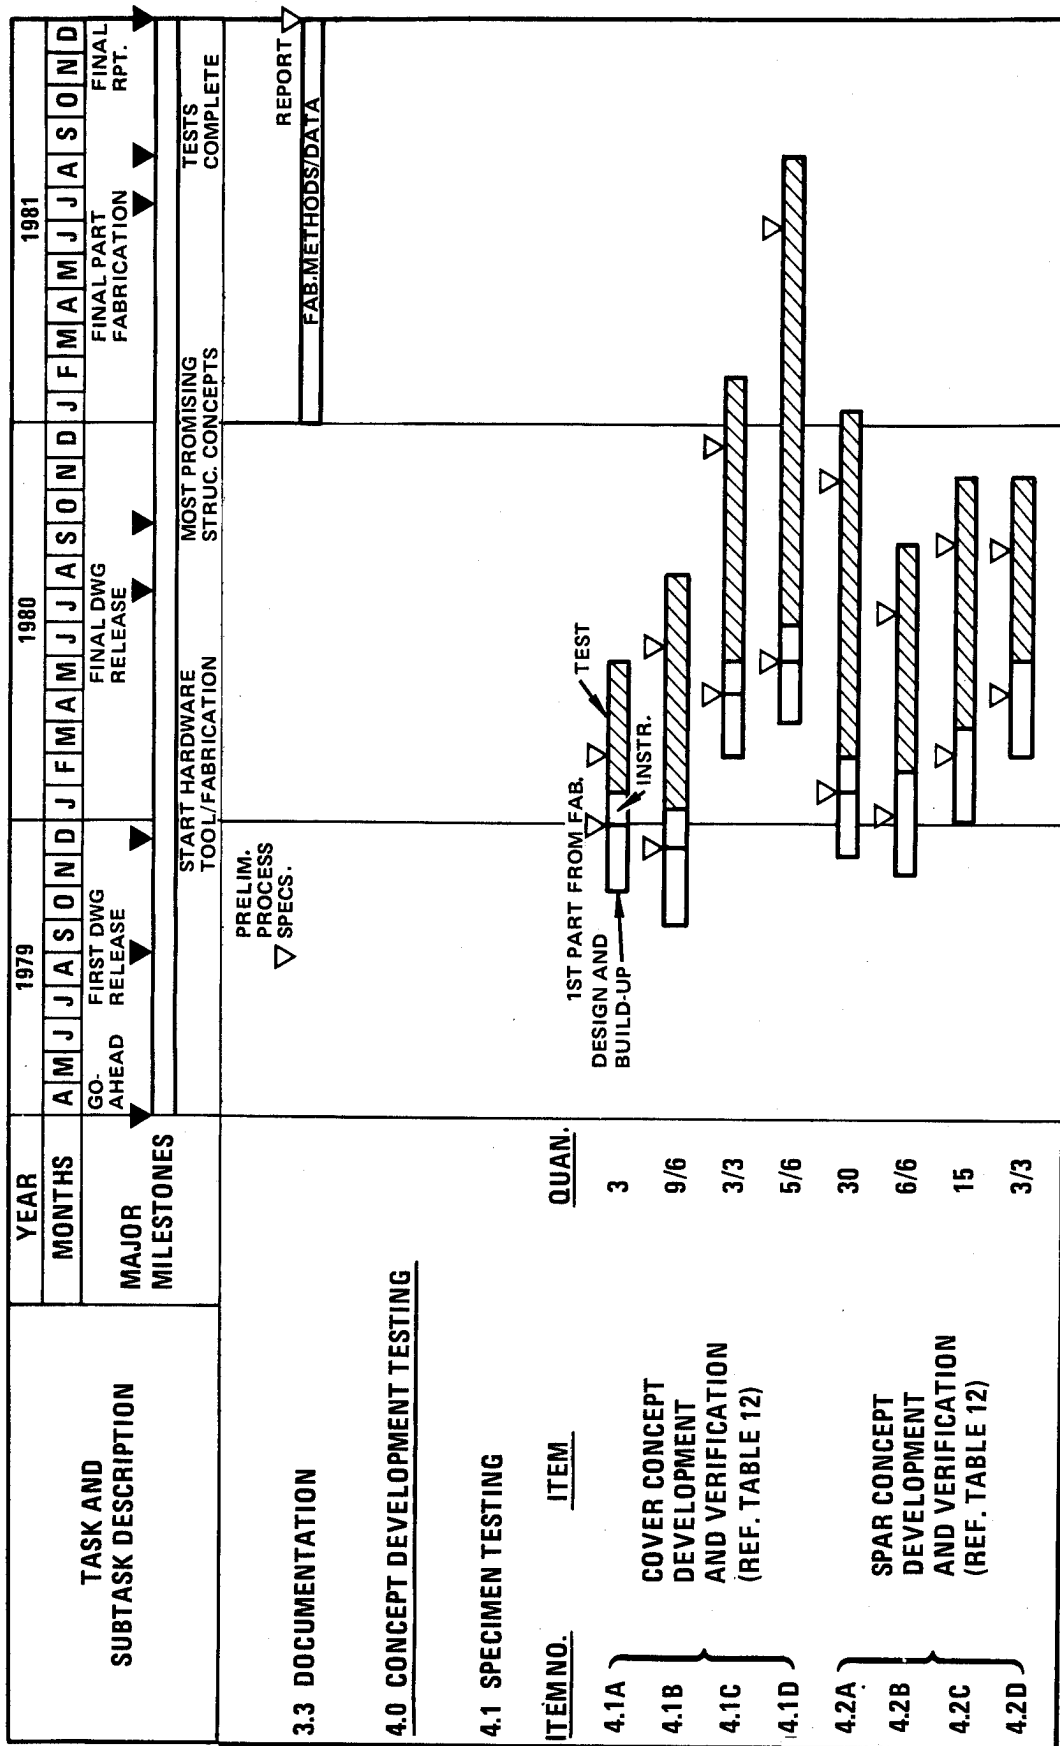 TASK AND
SUBTASK DESCRIPTION
YEAR 1979 1980 1981
MONTHS A M J J A S O N D J F M A M J J A S O N D J F M A M J J A S O N D
MAJOR
MILESTONES
GO-
AHEAD
FIRST DWG
RELEASE
FINAL DWG
RELEASE
FINAL PART
FABRICATION
FINAL
RPT.
START HARDWARE
TOOL/FABRICATION
MOST PROMISING
STRUC. CONCEPTS
TESTS
COMPLETE
3.3 DOCUMENTATION
PRELIM.
PROCESS
SPECS.
REPORT
FAB.METHODS/DATA
4.0 CONCEPT DEVELOPMENT TESTING
4.1 SPECIMEN TESTING
ITEM NO. ITEM QUAN.
1ST PART FROM FAB.
DESIGN AND
BUILD-UP
INSTR.
TEST
4.1A 3
4.1B 9/6
4.1C 3/3
4.1D 5/6
COVER CONCEPT
DEVELOPMENT
AND VERIFICATION
(REF. TABLE 12)
4.2A 30
4.2B 6/6
4.2C 15
4.2D 3/3
SPAR CONCEPT
DEVELOPMENT
AND VERIFICATION
(REF. TABLE 12)